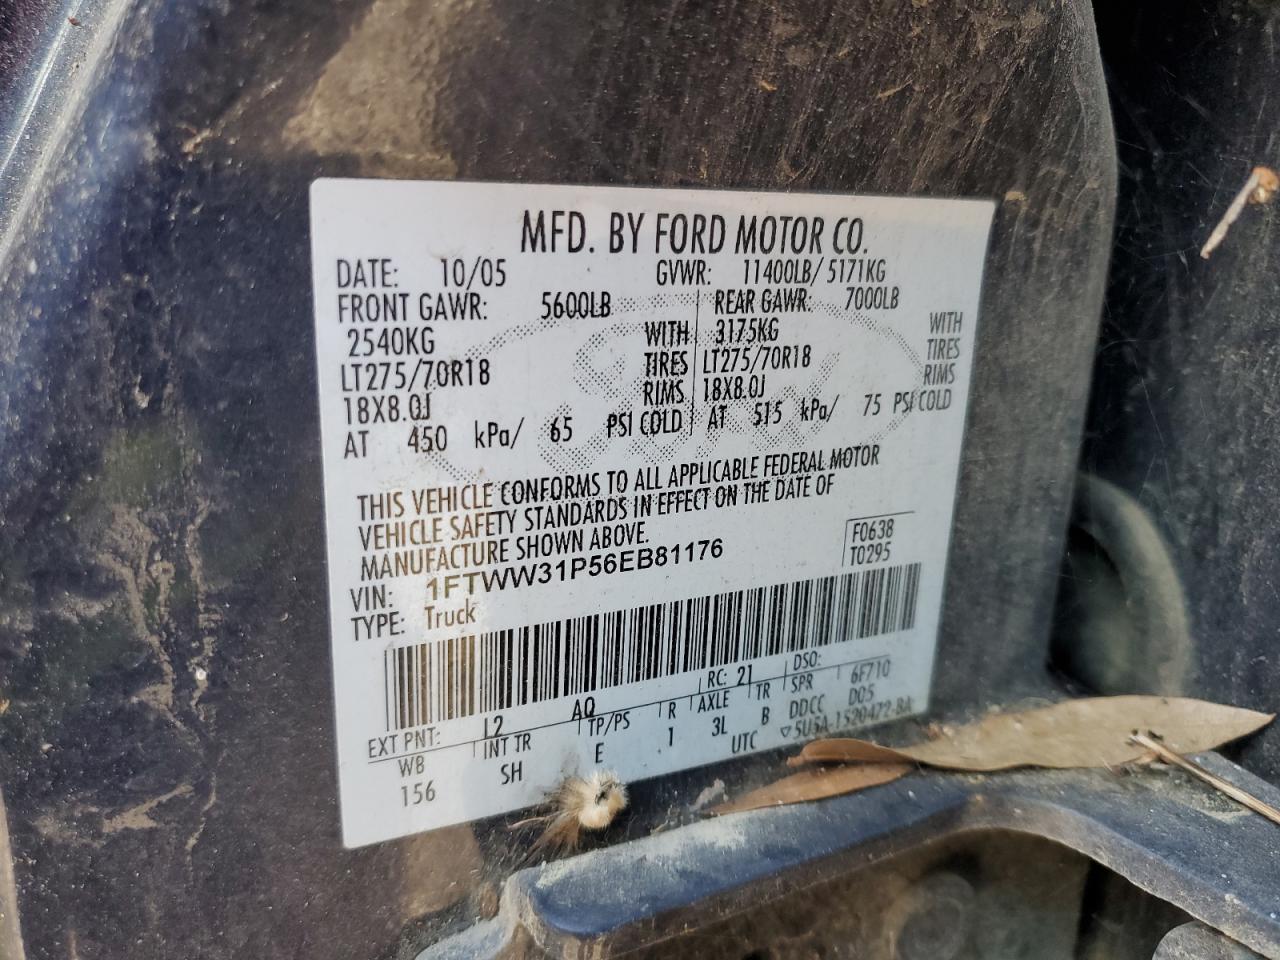 MFD. BY FORD MOTOR CO.
DATE: 10/05 GVWR: 11400LB/ 5171KG
FRONT GAWR: 5600LB REAR GAWR: 7000LB
2540KG WITH 3175KG WITH
LT275/70R18 TIRES LT275/70R18 TIRES
18X8.0J RIMS 18X8.0J RIMS
AT 450 kPa/ 65 PSI COLD AT 515 kPa/ 75 PSI COLD
THIS VEHICLE CONFORMS TO ALL APPLICABLE FEDERAL MOTOR
VEHICLE SAFETY STANDARDS IN EFFECT ON THE DATE OF
MANUFACTURE SHOWN ABOVE.
F0638
T0295
VIN: 1FTWW31P56EB81176
TYPE: Truck
EXT PNT: L2 AQ RC: 21 DSO: 6F710
WB INT TR TP/PS R AXLE TR SPR
156 SH E 1 3L B DDCC D05
UTC ▽5U5A-1520472-BA